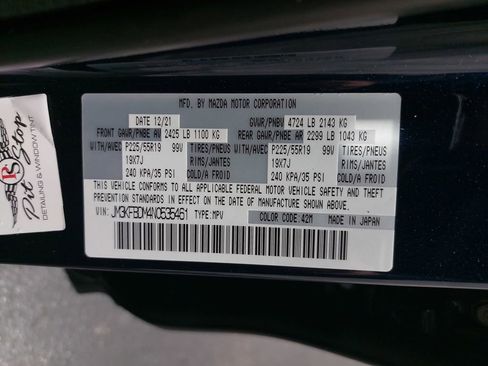 MFD. BY MAZDA MOTOR CORPORATION
DATE 12/21 GVWR/PNBV 4724 LB 2143 KG
FRONT GAWR/PNBE AV 2425 LB 1100 KG REAR GAWR/PNBE AR 2299 LB 1043 KG
WITH/AVEC P225/55R19 99V TIRES/PNEUS WITH/AVEC P225/55R19 99V TIRES/PNEUS
19X7J RIMS/JANTES 19X7J RIMS/JANTES
240 KPA/35 PSI COLD/A FROID 240 KPA/35 PSI COLD/A FROID
THIS VEHICLE CONFORMS TO ALL APPLICABLE FEDERAL MOTOR VEHICLE SAFETY AND THEFT
PREVENTION STANDARDS IN EFFECT ON THE DATE OF MANUFACTURE SHOWN ABOVE.
VIN: JM3KFBDM4N0535461 TYPE: MPV COLOR CODE: 42M MADE IN JAPAN
PS
Pit Stop
DETAILING & WINDOW TINT